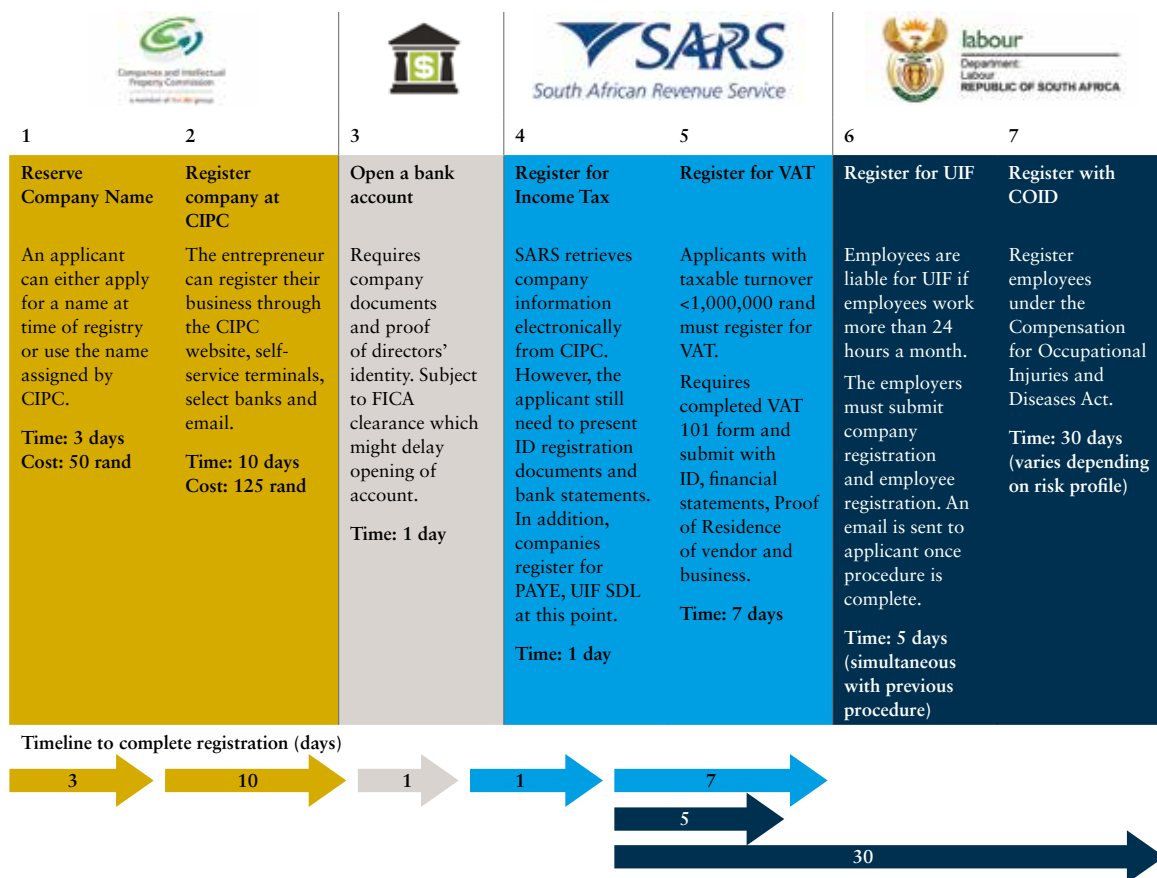 Companies and Intellectual
Property Commission
a member of the dti group
$
SARS
South African Revenue Service
labour
Department:
Labour
REPUBLIC OF SOUTH AFRICA
1
2
3
4
5
6
7
Reserve
Company Name
An applicant
can either apply
for a name at
time of registry
or use the name
assigned by
CIPC.
Time: 3 days
Cost: 50 rand
Register
company at
CIPC
The entrepreneur
can register their
business through
the CIPC
website, self-
service terminals,
select banks and
email.
Time: 10 days
Cost: 125 rand
Open a bank
account
Requires
company
documents
and proof
of directors’
identity. Subject
to FICA
clearance which
might delay
opening of
account.
Time: 1 day
Register for
Income Tax
SARS retrieves
company
information
electronically
from CIPC.
However, the
applicant still
need to present
ID registration
documents and
bank statements.
In addition,
companies
register for
PAYE, UIF SDL
at this point.
Time: 1 day
Register for VAT
Applicants with
taxable turnover
<1,000,000 rand
must register for
VAT.
Requires
completed VAT
101 form and
submit with
ID, financial
statements, Proof
of Residence
of vendor and
business.
Time: 7 days
Register for UIF
Employees are
liable for UIF if
employees work
more than 24
hours a month.
The employers
must submit
company
registration
and employee
registration. An
email is sent to
applicant once
procedure is
complete.
Time: 5 days
(simultaneous
with previous
procedure)
Register with
COID
Register
employees
under the
Compensation
for Occupational
Injuries and
Diseases Act.
Time: 30 days
(varies depending
on risk profile)
Timeline to complete registration (days)
3
10
1
1
7
5
30